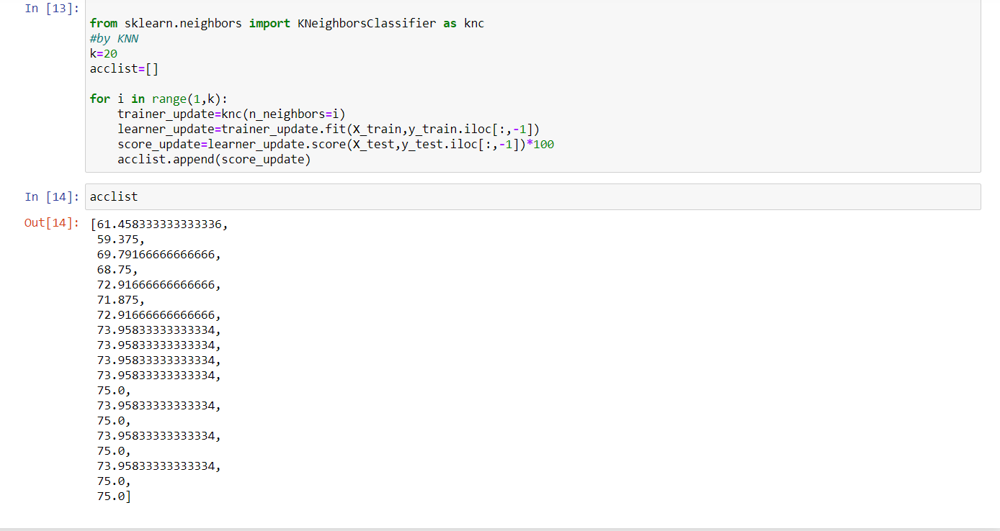 In [13]:
from sklearn.neighbors import KNeighborsClassifier as knc
#by KNN
k=20
acclist=[]
for i in range(1,k):
    trainer_update=knc(n_neighbors=i)
    learner_update=trainer_update.fit(X_train,y_train.iloc[:,-1])
    score_update=learner_update.score(X_test,y_test.iloc[:,-1])*100
    acclist.append(score_update)
In [14]: acclist
Out[14]: [61.458333333333336,
59.375,
69.79166666666666,
68.75,
72.91666666666666,
71.875,
72.91666666666666,
73.95833333333334,
73.95833333333334,
73.95833333333334,
73.95833333333334,
75.0,
73.95833333333334,
75.0,
73.95833333333334,
75.0,
73.95833333333334,
75.0,
75.0]